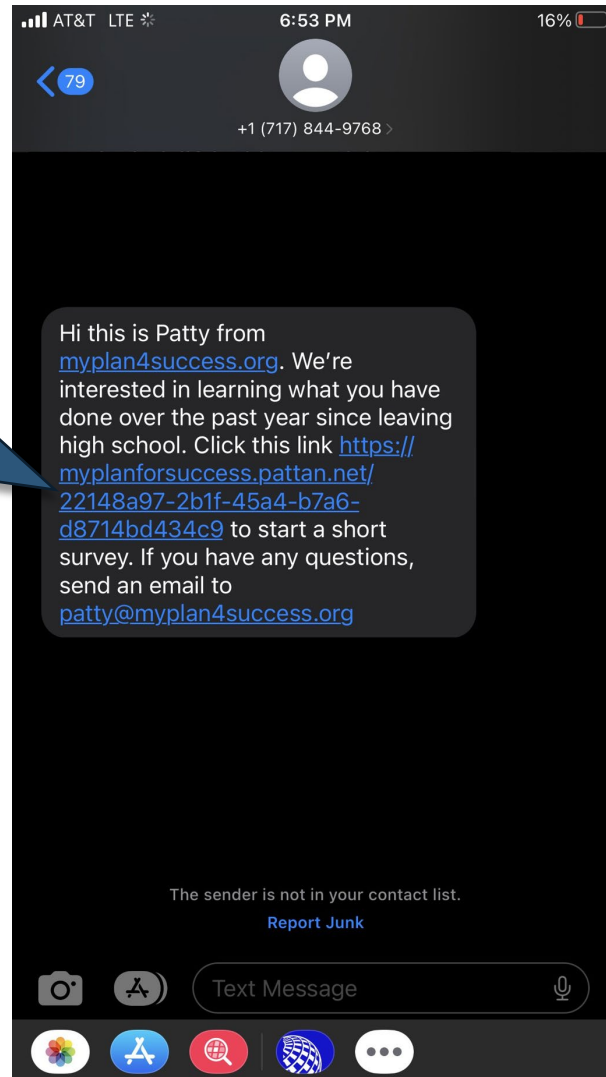 AT&T LTE 6:53 PM 16%
79
+1 (717) 844-9768 >
Hi this is Patty from
myplan4success.org. We’re
interested in learning what you have
done over the past year since leaving
high school. Click this link https://
myplanforsuccess.pattan.net/
22148a97-2b1f-45a4-b7a6-
d8714bd434c9 to start a short
survey. If you have any questions,
send an email to
patty@myplan4success.org
The sender is not in your contact list.
Report Junk
Text Message